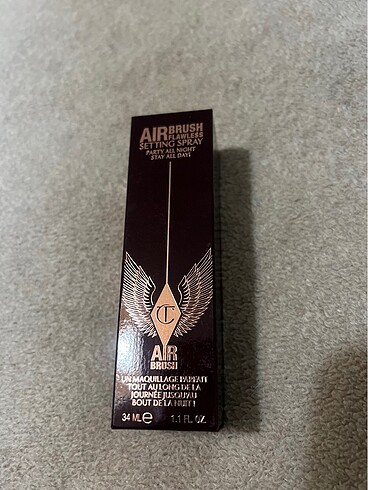 AIRBRUSH
FLAWLESS
SETTING SPRAY
PARTY ALL NIGHT
STAY ALL DAY!
CT
AIR
BRUSH
UN MAQUILLAGE PARFAIT
TOUT AU LONG DE LA
JOURNÉE JUSQU'AU
BOUT DE LA NUIT !
34 ML ℮ 1.1 FL. OZ.